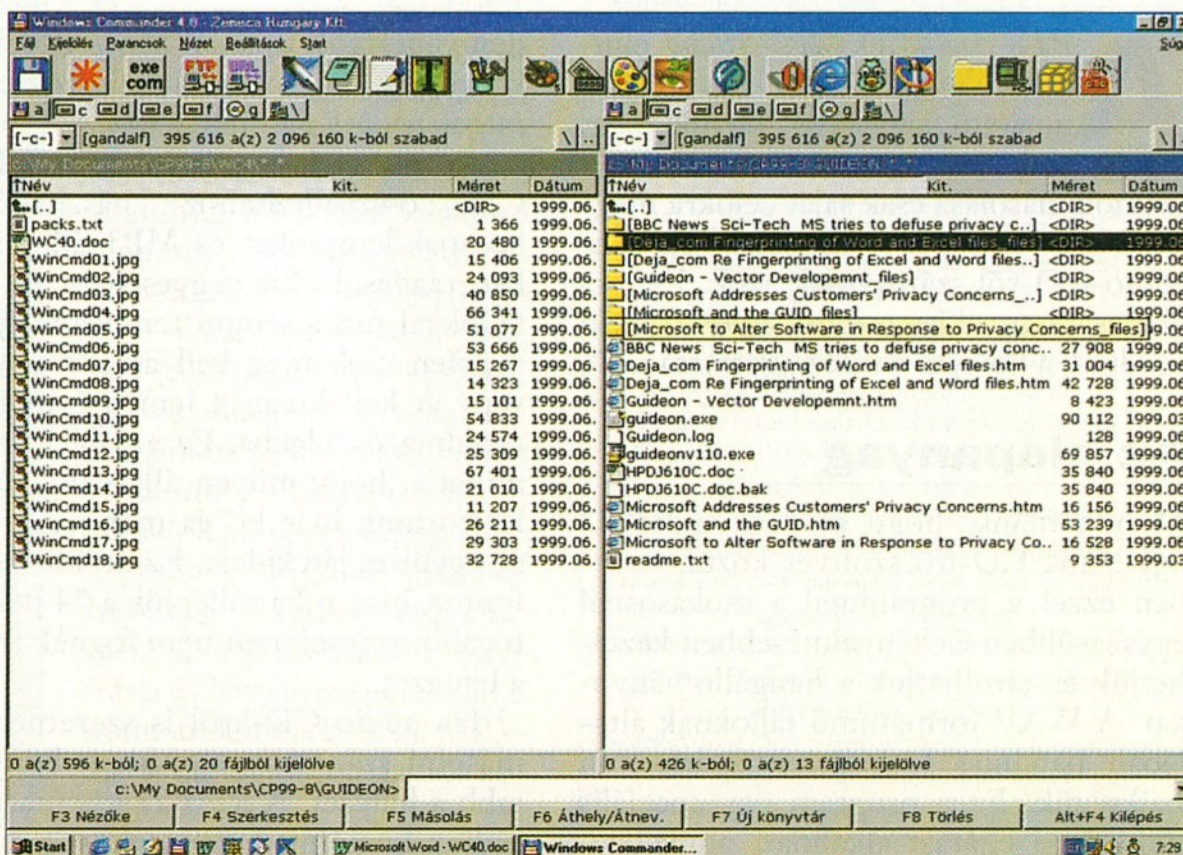 Windows Commander 4.0 - Zeneca Hungary Kft.
Fájl Kijelölés Parancsok Nézet Beállítások Start
exe com FTP URL
a c d e f g \
a c d e f g \
[-c-] [gandalf] 395 616 a(z) 2 096 160 k-ból szabad \ ..
[-c-] [gandalf] 395 616 a(z) 2 096 160 k-ból szabad \ ..
c:\My Documents\CP99-8\WC4\*.*
c:\My Documents\CP99-8\GUIDEON\*.*
↑Név Kit. Méret Dátum
[..] <DIR> 1999.06.
packs.txt 1 366 1999.06.
WC40.doc 20 480 1999.06.
WinCmd01.jpg 15 406 1999.06.
WinCmd02.jpg 24 093 1999.06.
WinCmd03.jpg 40 850 1999.06.
WinCmd04.jpg 66 341 1999.06.
WinCmd05.jpg 51 077 1999.06.
WinCmd06.jpg 53 666 1999.06.
WinCmd07.jpg 15 267 1999.06.
WinCmd08.jpg 14 323 1999.06.
WinCmd09.jpg 15 101 1999.06.
WinCmd10.jpg 54 833 1999.06.
WinCmd11.jpg 24 574 1999.06.
WinCmd12.jpg 25 309 1999.06.
WinCmd13.jpg 67 401 1999.06.
WinCmd14.jpg 21 010 1999.06.
WinCmd15.jpg 11 207 1999.06.
WinCmd16.jpg 26 211 1999.06.
WinCmd17.jpg 29 303 1999.06.
WinCmd18.jpg 32 728 1999.06.
↑Név Kit. Méret Dátum
[..] <DIR> 1999.06
[BBC News Sci-Tech MS tries to defuse privacy c..] <DIR> 1999.06
[Deja_com Fingerprinting of Word and Excel files_files] <DIR> 1999.06
[Deja_com Re Fingerprinting of Excel and Word files..] <DIR> 1999.06
[Guideon - Vector Developemnt_files] <DIR> 1999.06
[Microsoft Addresses Customers' Privacy Concerns_..] <DIR> 1999.06
[Microsoft and the GUID_files] <DIR> 1999.06
[Microsoft to Alter Software in Response to Privacy Concerns_files] 9.06
BBC News Sci-Tech MS tries to defuse privacy conc.. 27 908 1999.06
Deja_com Fingerprinting of Word and Excel files.htm 31 004 1999.06
Deja_com Re Fingerprinting of Excel and Word files.htm 42 728 1999.06
Guideon - Vector Developemnt.htm 8 423 1999.06
guideon.exe 90 112 1999.03
Guideon.log 128 1999.06
guideonv110.exe 69 857 1999.06
HPDJ610C.doc 35 840 1999.06
HPDJ610C.doc.bak 35 840 1999.06
Microsoft Addresses Customers' Privacy Concerns.htm 16 156 1999.06
Microsoft and the GUID.htm 53 239 1999.06
Microsoft to Alter Software in Response to Privacy Co.. 16 528 1999.06
readme.txt 9 353 1999.03
0 a(z) 596 k-ból; 0 a(z) 20 fájlból kijelölve
0 a(z) 426 k-ból; 0 a(z) 13 fájlból kijelölve
c:\My Documents\CP99-8\GUIDEON>
F3 Nézőke F4 Szerkesztés F5 Másolás F6 Áthely/Átnev. F7 Új könyvtár F8 Törlés Alt+F4 Kilépés
Start Microsoft Word - WC40.doc Windows Commander... 7:29